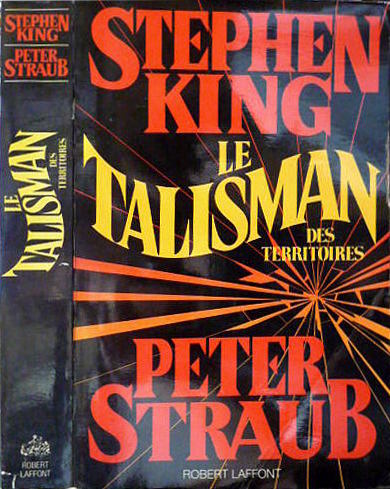 STEPHEN
KING
PETER
STRAUB
LE
TALISMAN
DES
TERRITOIRES
ROBERT
LAFFONT
STEPHEN
KING
LE
TALISMAN
DES
TERRITOIRES
PETER
STRAUB
ROBERT LAFFONT